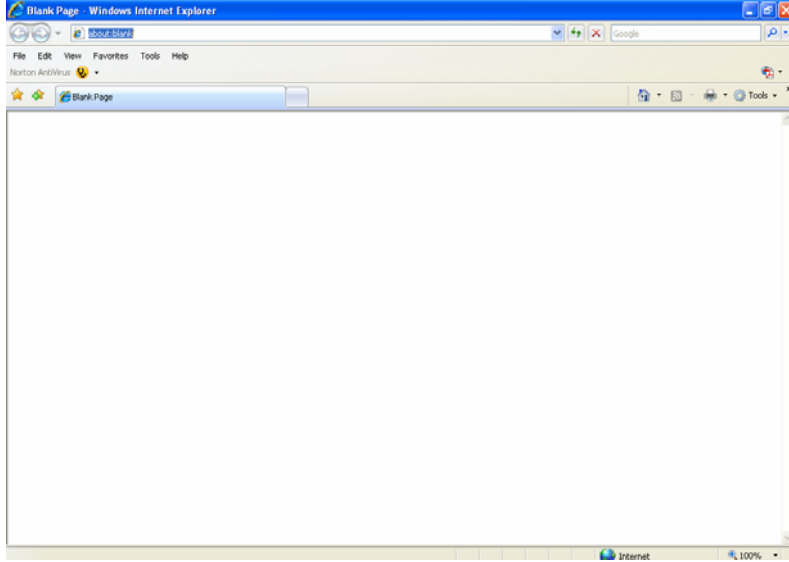 Blank Page - Windows Internet Explorer
about:blank
Google
File Edit View Favorites Tools Help
Norton AntiVirus
Blank Page
Tools
Internet 100%